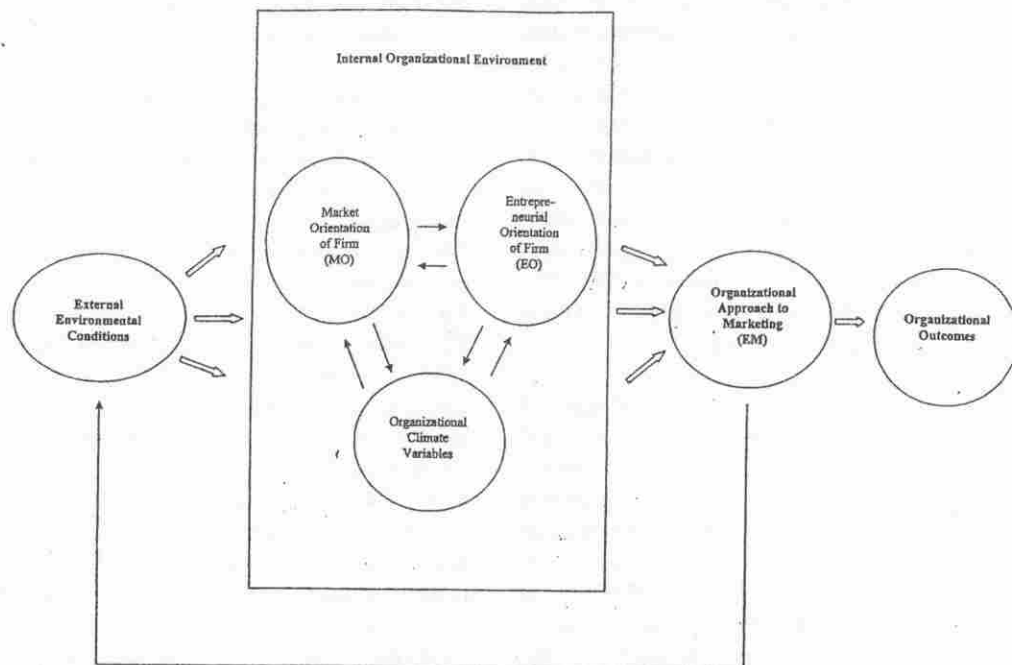 Internal Organizational Environment
Market
Orientation
of Firm
(MO)
Entrepre-
neurial
Orientation
of Firm
(EO)
External
Environmental
Conditions
Organizational
Approach to
Marketing
(EM)
Organizational
Outcomes
Organizational
Climate
Variables